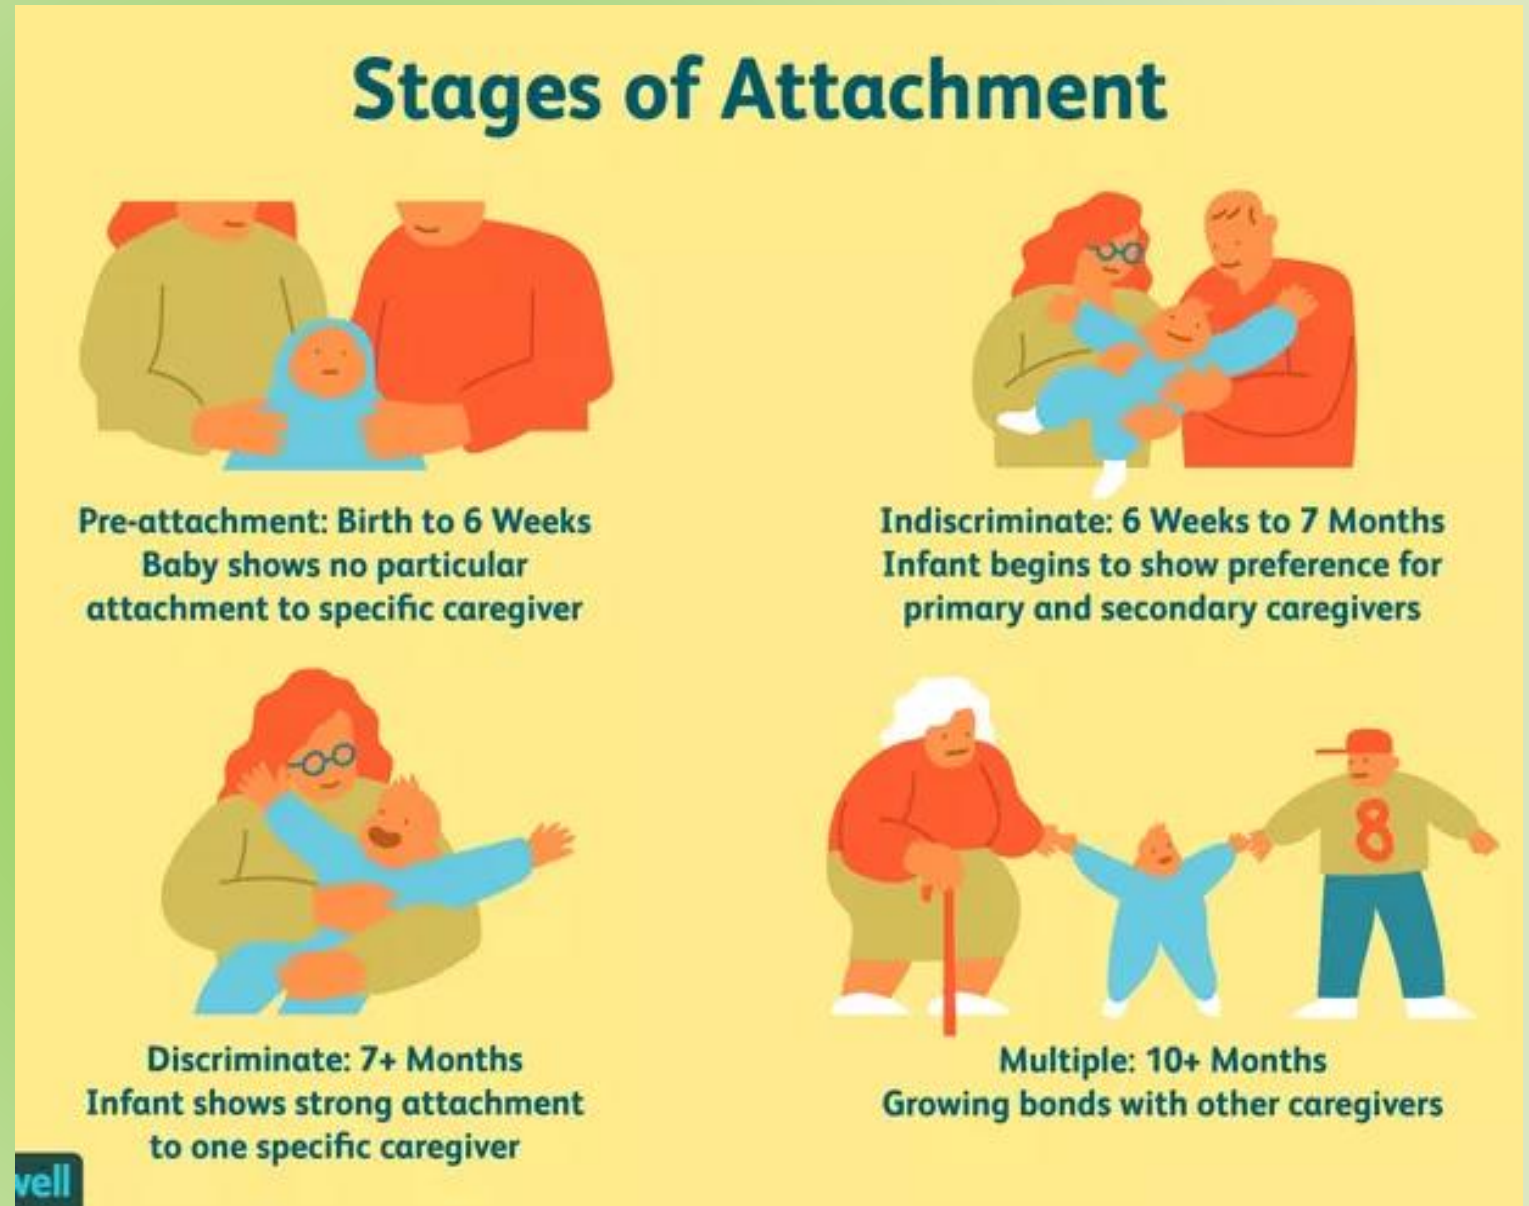 Stages of Attachment
Pre-attachment: Birth to 6 Weeks
Baby shows no particular
attachment to specific caregiver
Indiscriminate: 6 Weeks to 7 Months
Infant begins to show preference for
primary and secondary caregivers
8
Discriminate: 7+ Months
Infant shows strong attachment
to one specific caregiver
Multiple: 10+ Months
Growing bonds with other caregivers
well